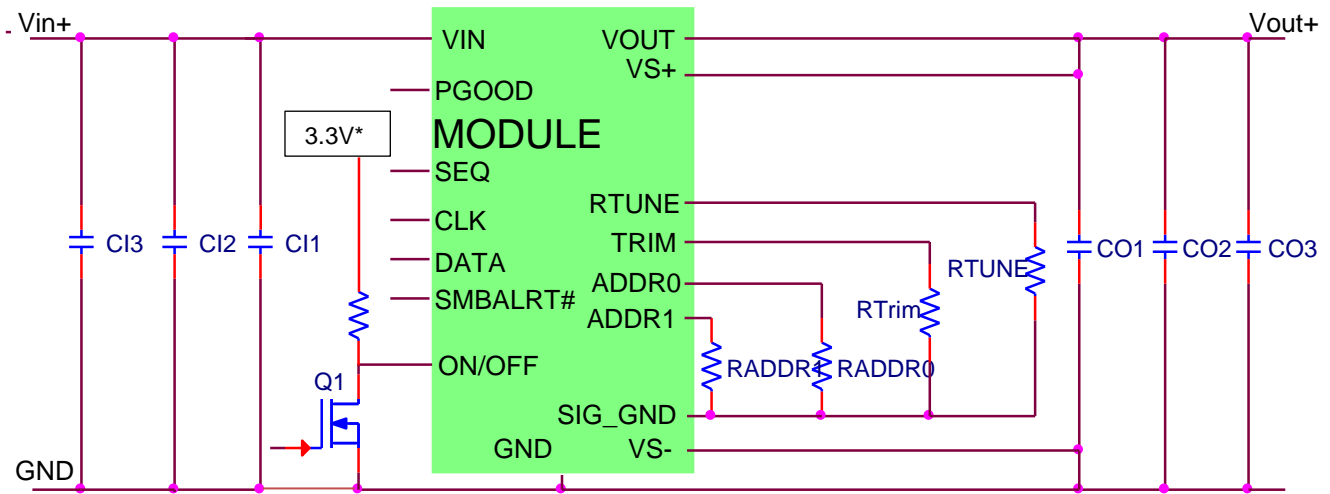 Vin+
VIN
VOUT
Vout+
VS+
PGOOD
3.3V*
MODULE
SEQ
RTUNE
CLK
TRIM
CI3
CI2
CI1
CO1
CO2
CO3
DATA
RTUNE
ADDR0
SMBALRT#
RTrim
ADDR1
ON/OFF
RADDR1
RADDR0
Q1
SIG_GND
GND
VS-
GND